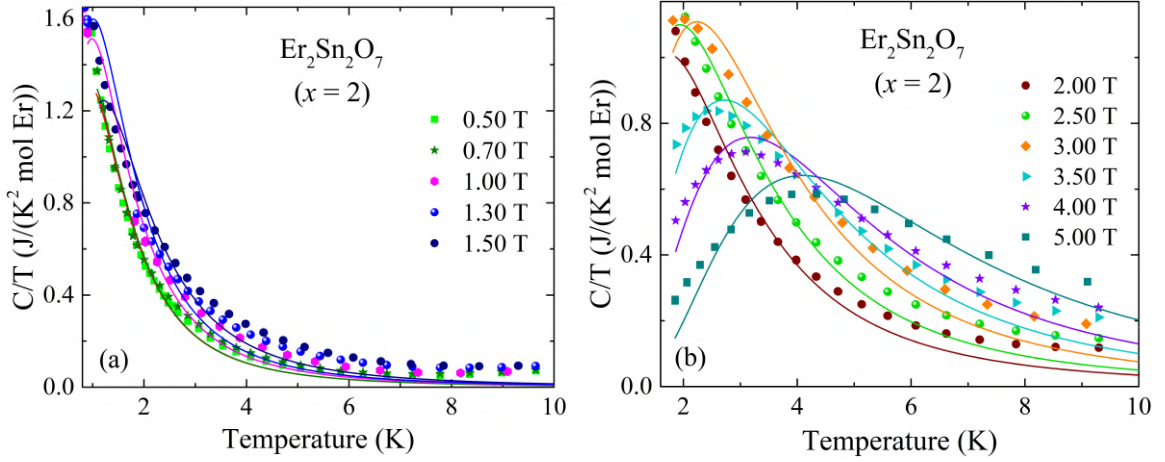 C/T (J/(K² mol Er))
1.6
1.2
0.8
0.4
0.0
Er₂Sn₂O₇
(x = 2)
0.50 T
0.70 T
1.00 T
1.30 T
1.50 T
(a)
2 4 6 8 10
Temperature (K)
C/T (J/(K² mol Er))
0.8
0.4
0.0
Er₂Sn₂O₇
(x = 2)
2.00 T
2.50 T
3.00 T
3.50 T
4.00 T
5.00 T
(b)
2 4 6 8 10
Temperature (K)